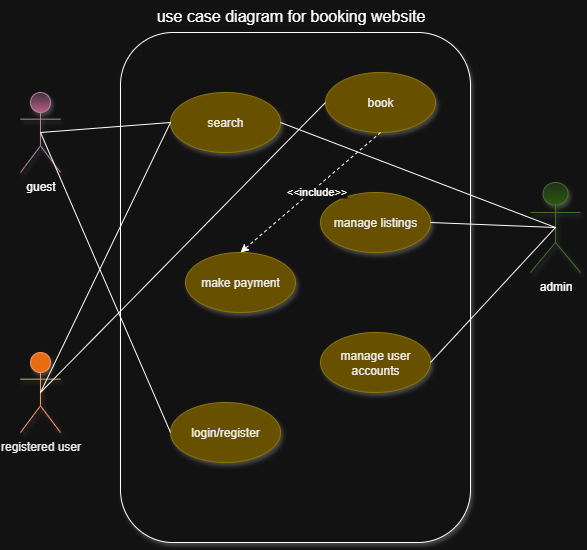 use case diagram for booking website
book
search
guest
<<include>>
manage listings
make payment
admin
manage user
accounts
registered user
login/register